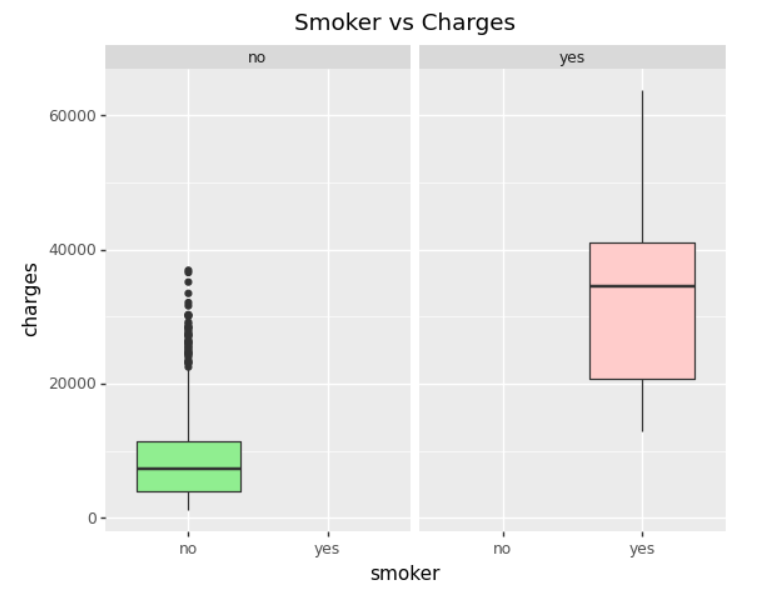 Smoker vs Charges
no
yes
60000
40000
20000
0
charges
no
yes
no
yes
smoker